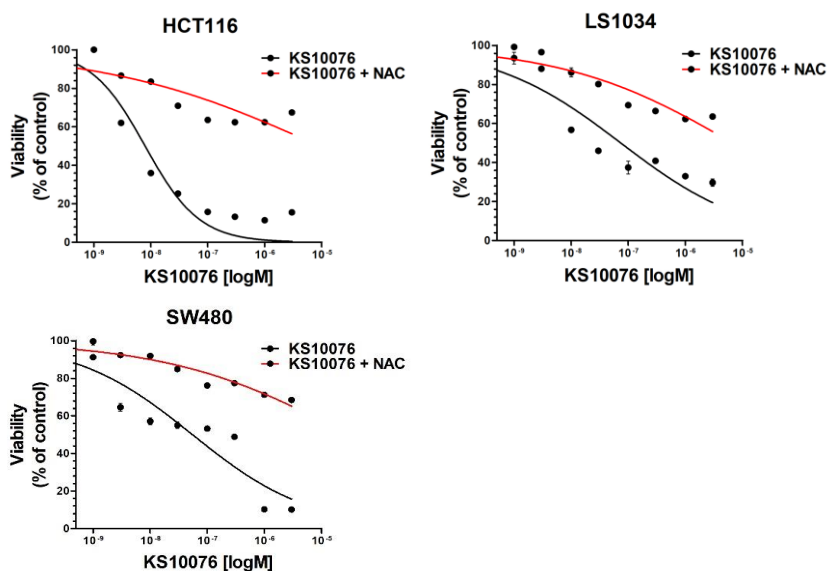 HCT116
KS10076
KS10076 + NAC
Viability
(% of control)
100
80
60
40
20
0
10-9
10-8
10-7
10-6
10-5
KS10076 [logM]
LS1034
KS10076
KS10076 + NAC
Viability
(% of control)
100
80
60
40
20
0
10-9
10-8
10-7
10-6
10-5
KS10076 [logM]
SW480
KS10076
KS10076 + NAC
Viability
(% of control)
100
80
60
40
20
0
10-9
10-8
10-7
10-6
10-5
KS10076 [logM]